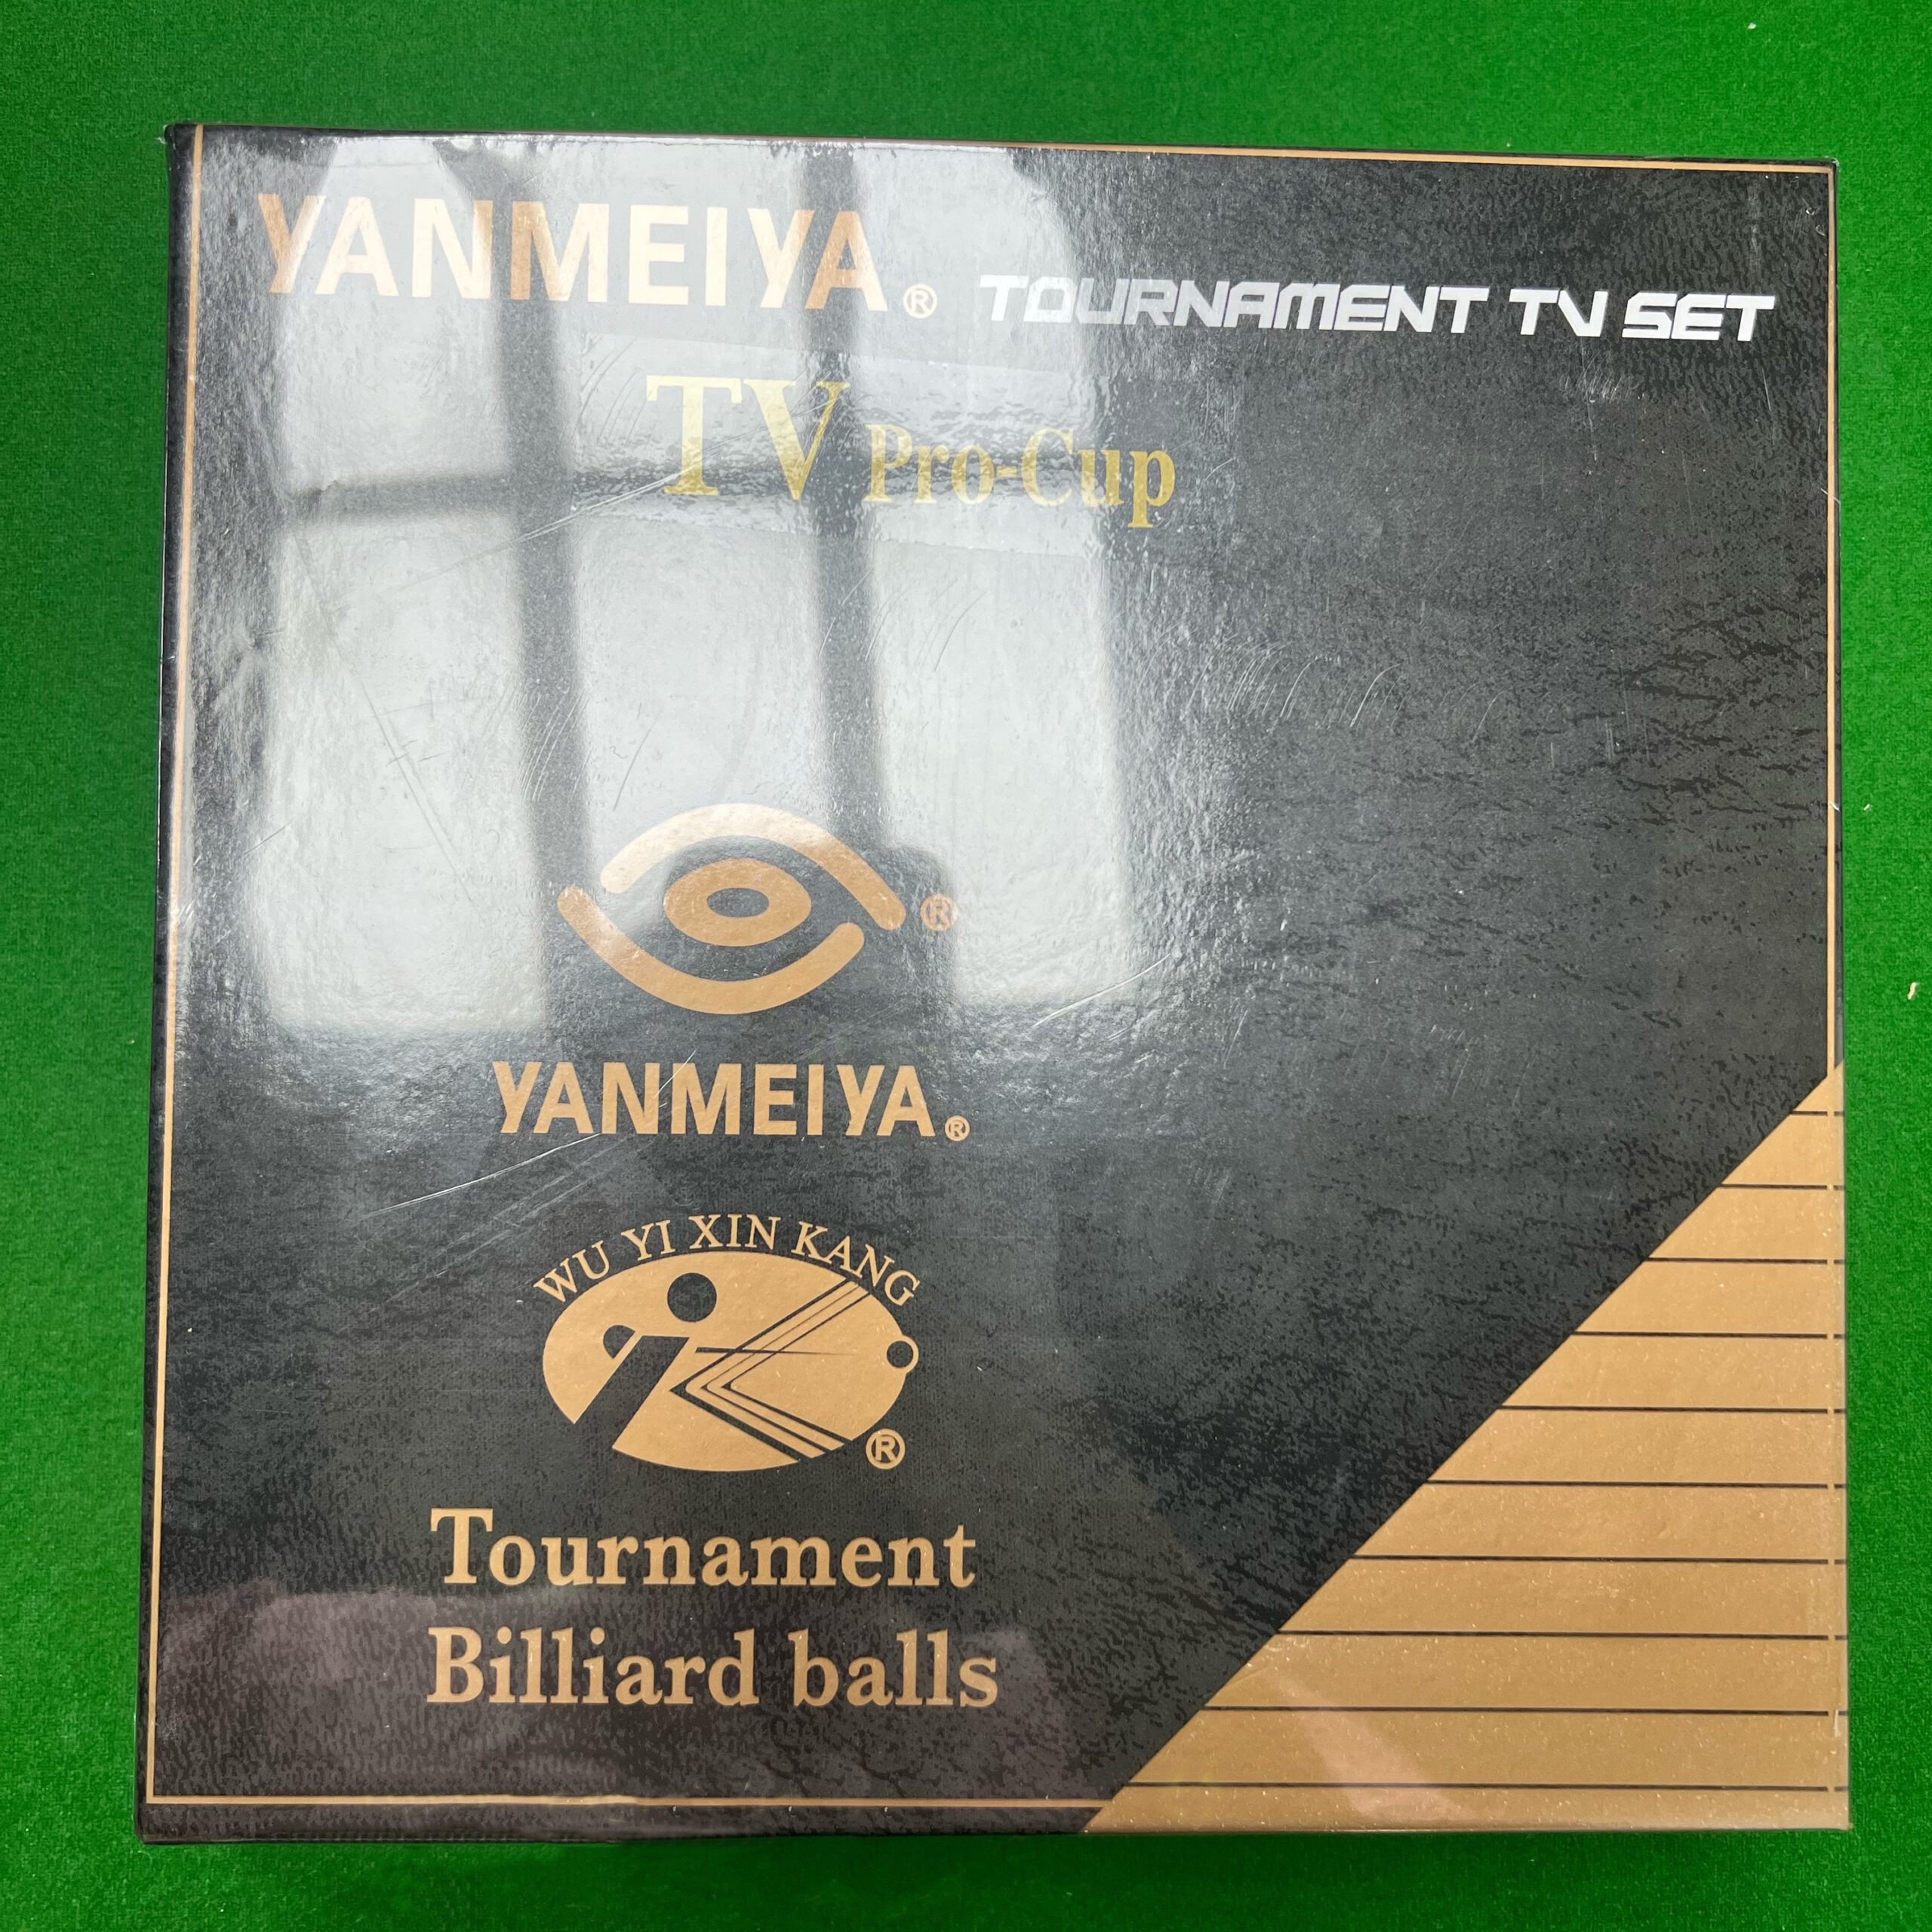 YANMEIYA® TOURNAMENT TV SET
TV Pro-Cup
®
YANMEIYA®
WU YI XIN KANG
®
Tournament
Billiard balls